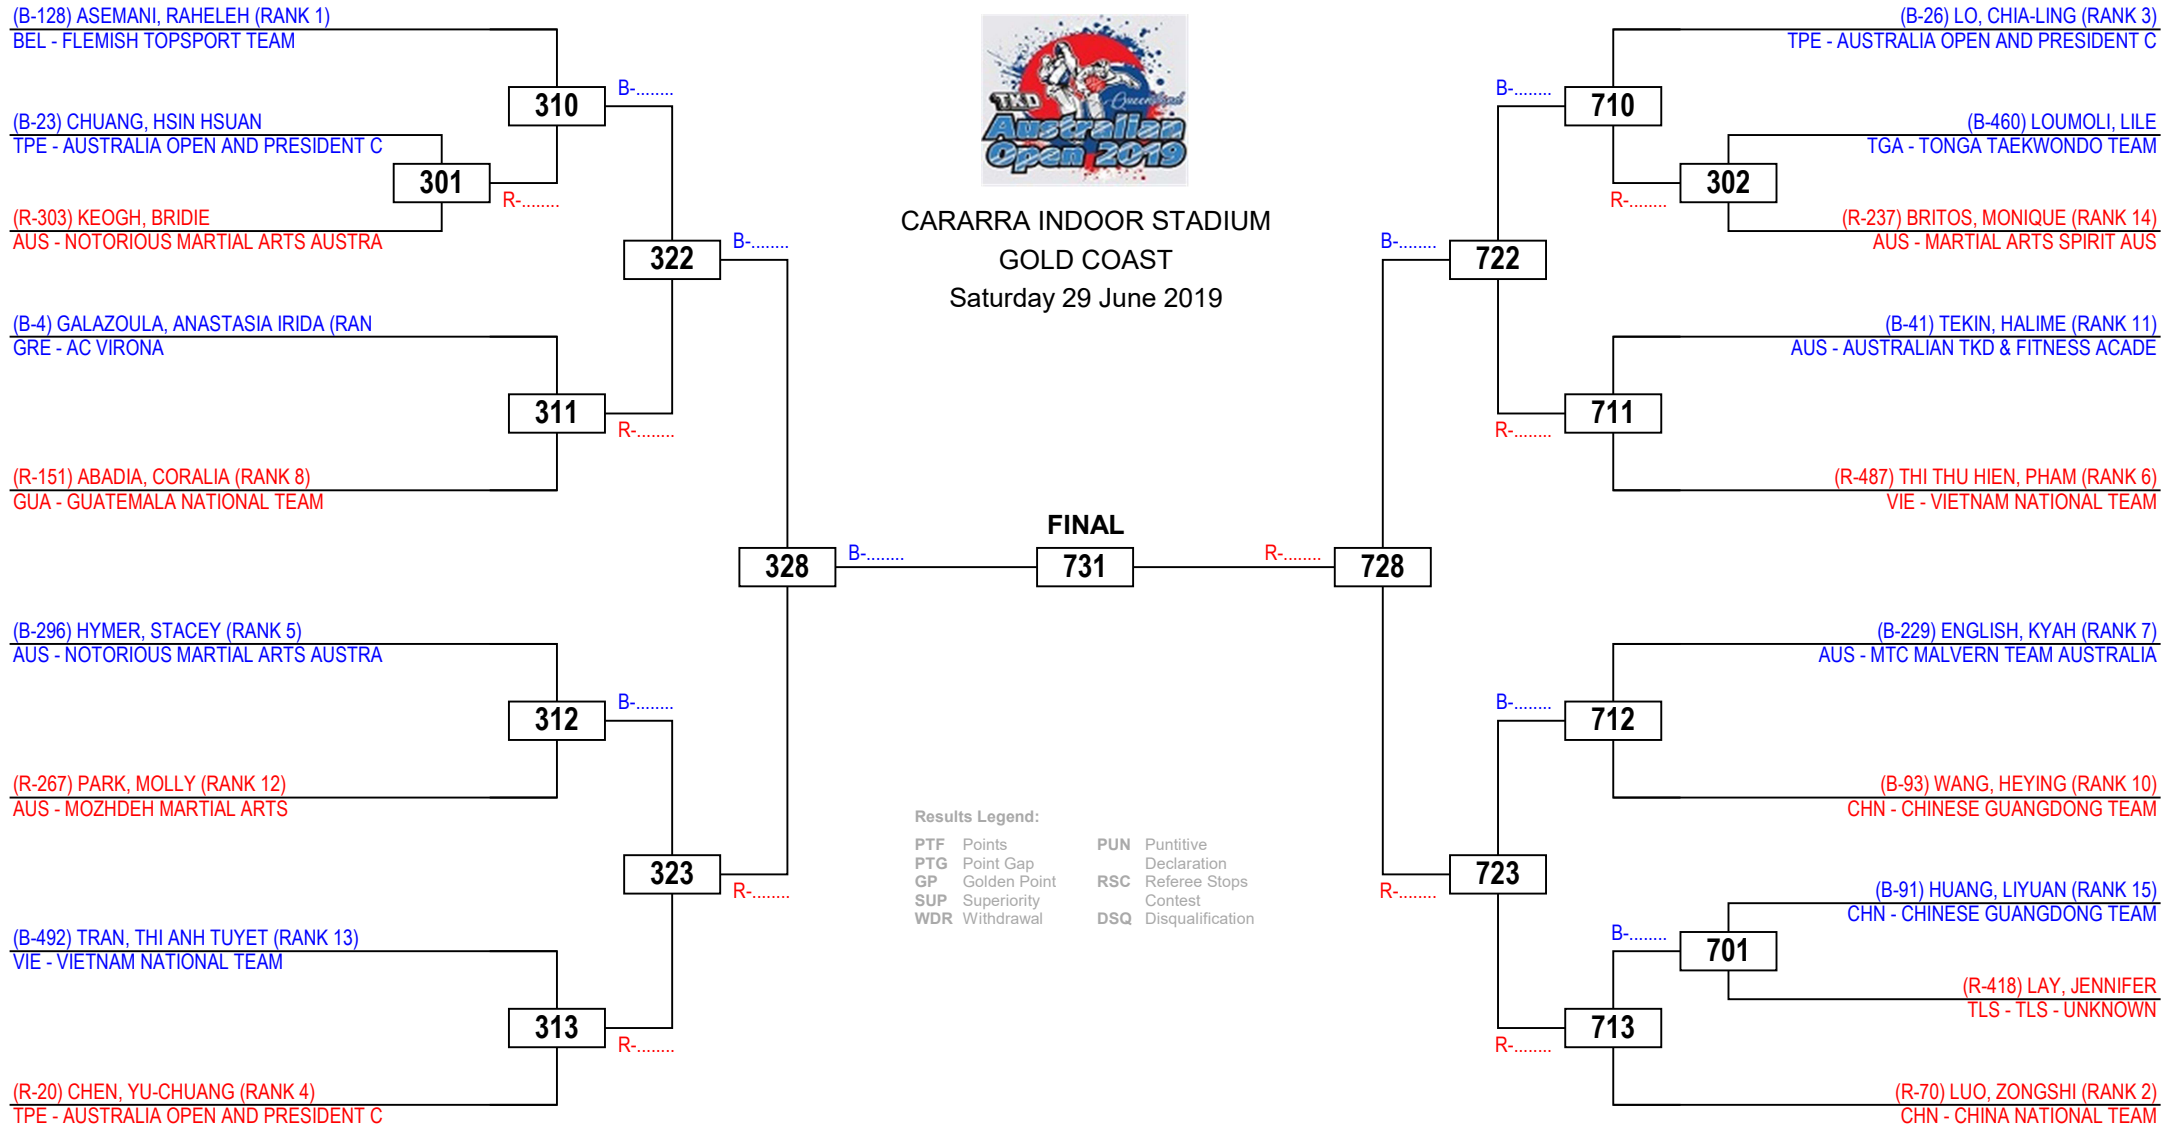 (B-128) ASEMANI, RAHELEH (RANK 1)
BEL - FLEMISH TOPSPORT TEAM
310
B-........
(B-23) CHUANG, HSIN HSUAN
TPE - AUSTRALIA OPEN AND PRESIDENT C
301
R-........
(R-303) KEOGH, BRIDIE
AUS - NOTORIOUS MARTIAL ARTS AUSTRA
322
B-........
(B-4) GALAZOULA, ANASTASIA IRIDA (RAN
GRE - AC VIRONA
311
R-........
(R-151) ABADIA, CORALIA (RANK 8)
GUA - GUATEMALA NATIONAL TEAM
328
B-........
(B-296) HYMER, STACEY (RANK 5)
AUS - NOTORIOUS MARTIAL ARTS AUSTRA
312
B-........
(R-267) PARK, MOLLY (RANK 12)
AUS - MOZHDEH MARTIAL ARTS
323
R-........
(B-492) TRAN, THI ANH TUYET (RANK 13)
VIE - VIETNAM NATIONAL TEAM
313
R-........
(R-20) CHEN, YU-CHUANG (RANK 4)
TPE - AUSTRALIA OPEN AND PRESIDENT C
TKD
Queensland
Australian
Open 2019
CARARRA INDOOR STADIUM
GOLD COAST
Saturday 29 June 2019
FINAL
731
Results Legend:
PTF Points
PTG Point Gap
GP Golden Point
SUP Superiority
WDR Withdrawal
PUN Puntitive
Declaration
RSC Referee Stops
Contest
DSQ Disqualification
(B-26) LO, CHIA-LING (RANK 3)
TPE - AUSTRALIA OPEN AND PRESIDENT C
B-........
710
(B-460) LOUMOLI, LILE
TGA - TONGA TAEKWONDO TEAM
302
R-........
(R-237) BRITOS, MONIQUE (RANK 14)
AUS - MARTIAL ARTS SPIRIT AUS
B-........
722
(B-41) TEKIN, HALIME (RANK 11)
AUS - AUSTRALIAN TKD & FITNESS ACADE
711
R-........
(R-487) THI THU HIEN, PHAM (RANK 6)
VIE - VIETNAM NATIONAL TEAM
R-........
728
(B-229) ENGLISH, KYAH (RANK 7)
AUS - MTC MALVERN TEAM AUSTRALIA
B-........
712
(B-93) WANG, HEYING (RANK 10)
CHN - CHINESE GUANGDONG TEAM
723
R-........
(B-91) HUANG, LIYUAN (RANK 15)
CHN - CHINESE GUANGDONG TEAM
B-........
701
(R-418) LAY, JENNIFER
TLS - TLS - UNKNOWN
713
R-........
(R-70) LUO, ZONGSHI (RANK 2)
CHN - CHINA NATIONAL TEAM